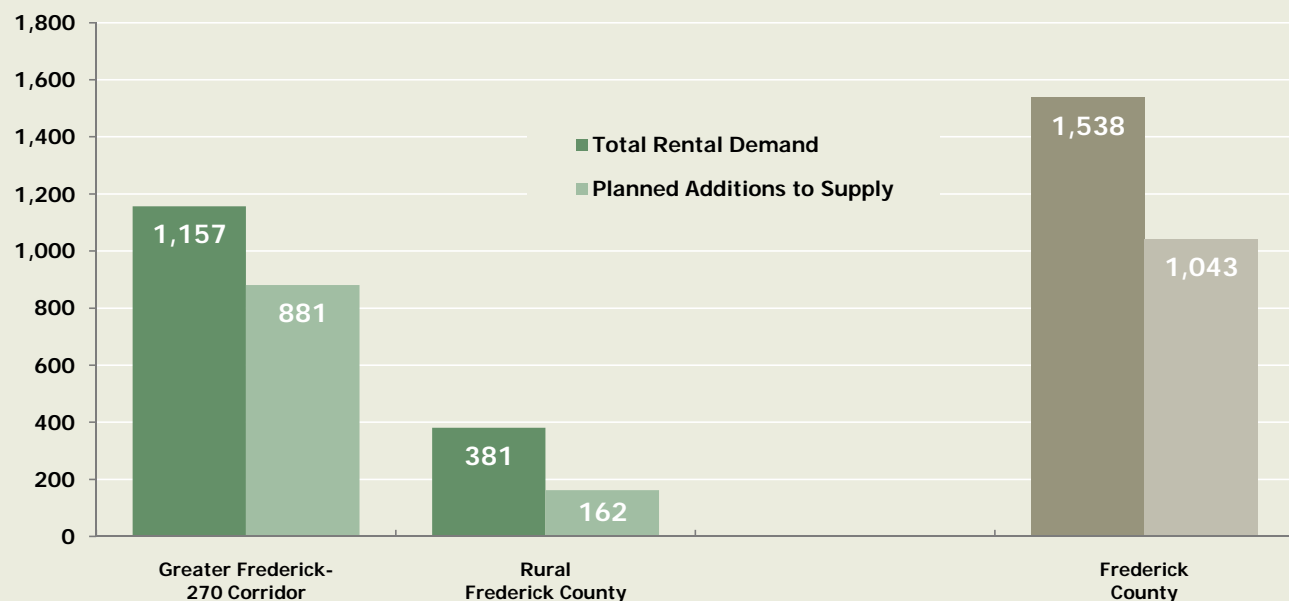 1,800
1,600
1,400
1,200
1,000
800
600
400
200
0
Total Rental Demand
Planned Additions to Supply
1,157
881
381
162
1,538
1,043
Greater Frederick-
270 Corridor
Rural
Frederick County
Frederick
County